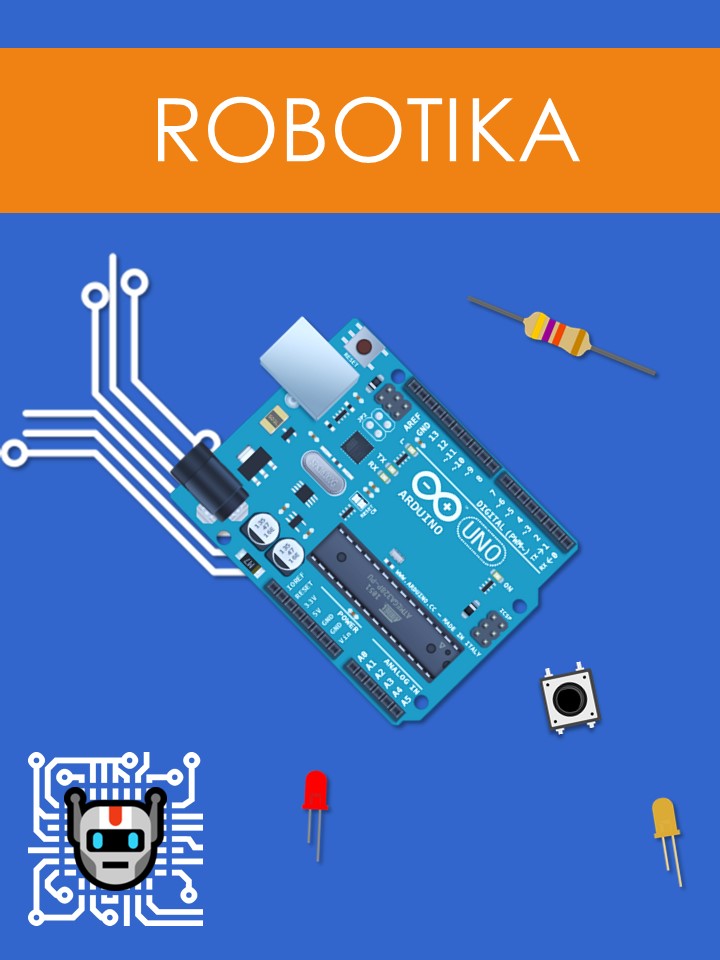 ROBOTIKA
RESET
AREF
GND
13
12
~11
~10
~9
8
7
~6
~5
4
~3
2
TX→1
RX←0
DIGITAL (PWM~)
L
TX
RX
ARDUINO
UNO
ON
ICSP
WWW.ARDUINO.CC - MADE IN ITALY
IOREF
RESET
3.3V
5V
GND
GND
Vin
POWER
ANALOG IN
A0
A1
A2
A3
A4
A5